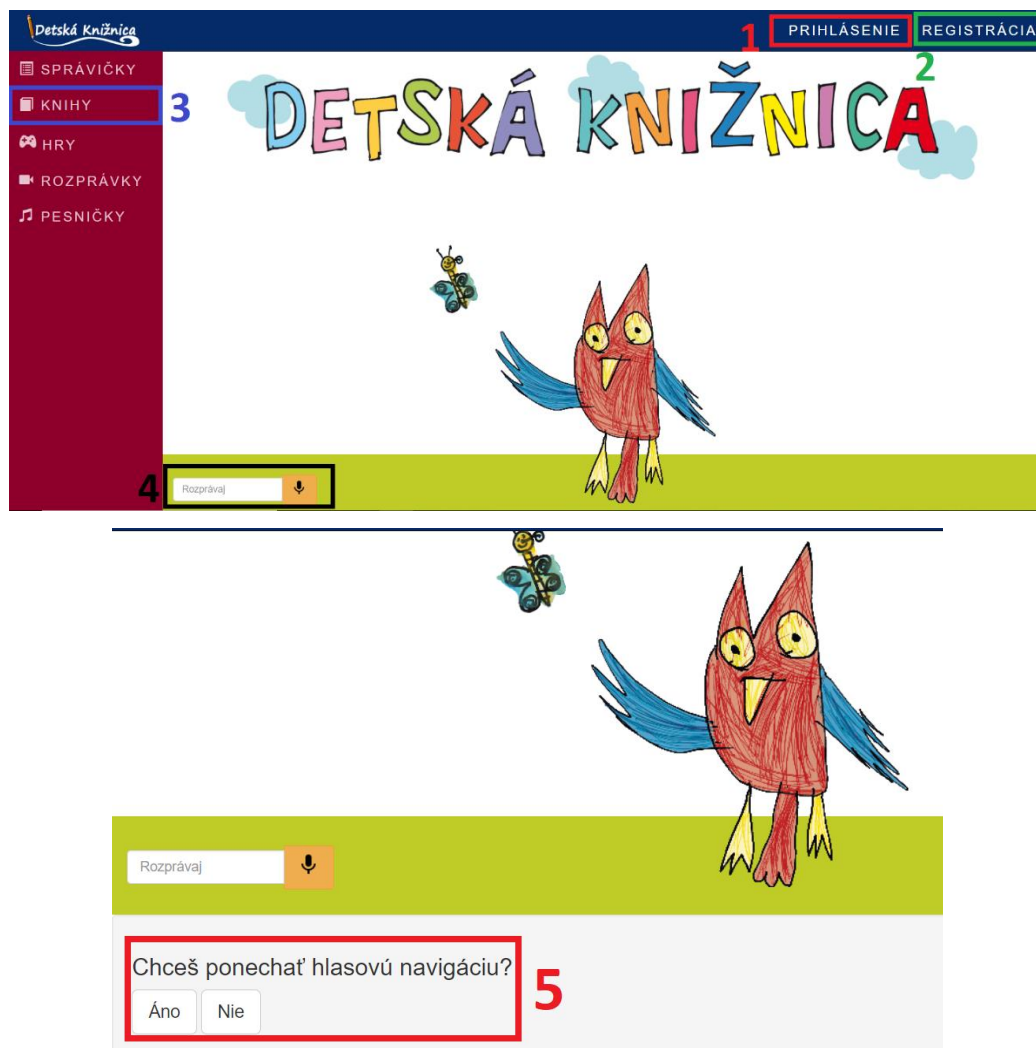 Detská Knižnica
1 PRIHLÁSENIE REGISTRÁCIA
2
SPRÁVIČKY
KNIHY 3
HRY
ROZPRÁVKY
PESNIČKY
DETSKÁ KNIŽNICA
4 Rozprávaj
Rozprávaj
Chceš ponechať hlasovú navigáciu?
Áno Nie
5